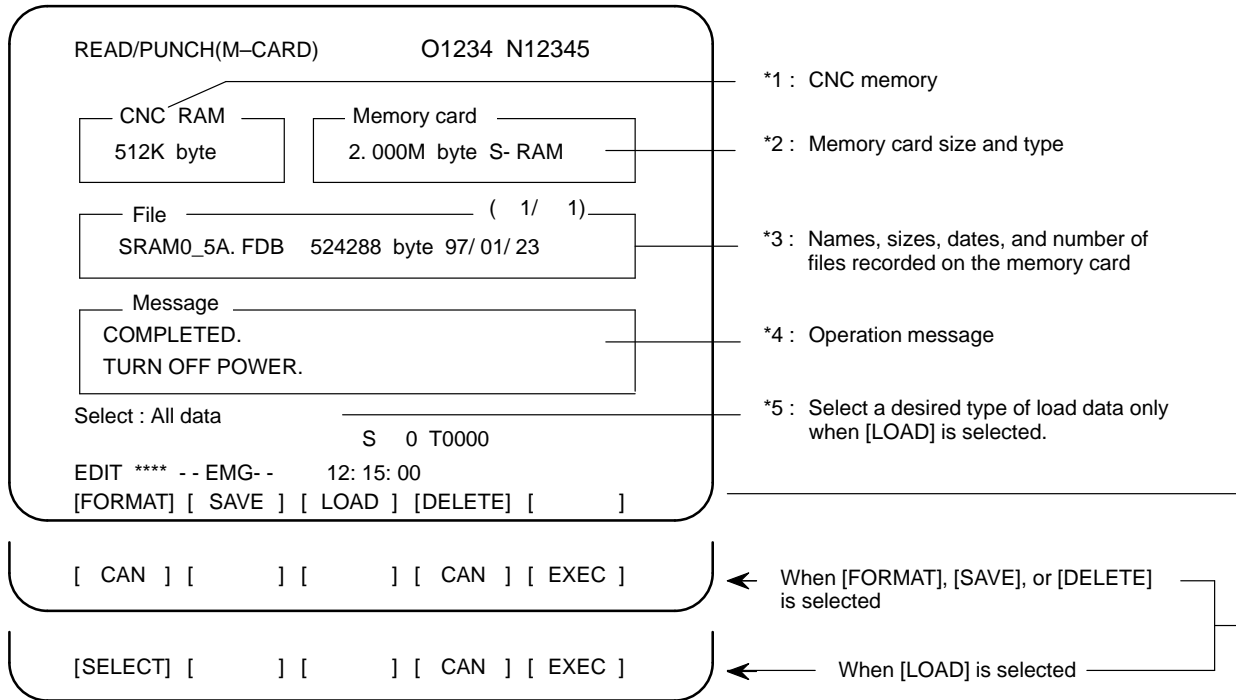 READ/PUNCH(M–CARD) O1234 N12345
*1 : CNC memory
CNC RAM Memory card
512K byte 2. 000M byte S- RAM
*2 : Memory card size and type
File ( 1/ 1)
SRAM0_5A. FDB 524288 byte 97/ 01/ 23
*3 : Names, sizes, dates, and number of
files recorded on the memory card
Message
COMPLETED.
TURN OFF POWER.
*4 : Operation message
Select : All data
*5 : Select a desired type of load data only
when [LOAD] is selected.
S 0 T0000
EDIT **** - - EMG- - 12: 15: 00
[FORMAT] [ SAVE ] [ LOAD ] [DELETE] [ ]
[ CAN ] [ ] [ ] [ CAN ] [ EXEC ]
When [FORMAT], [SAVE], or [DELETE]
is selected
[SELECT] [ ] [ ] [ CAN ] [ EXEC ]
When [LOAD] is selected